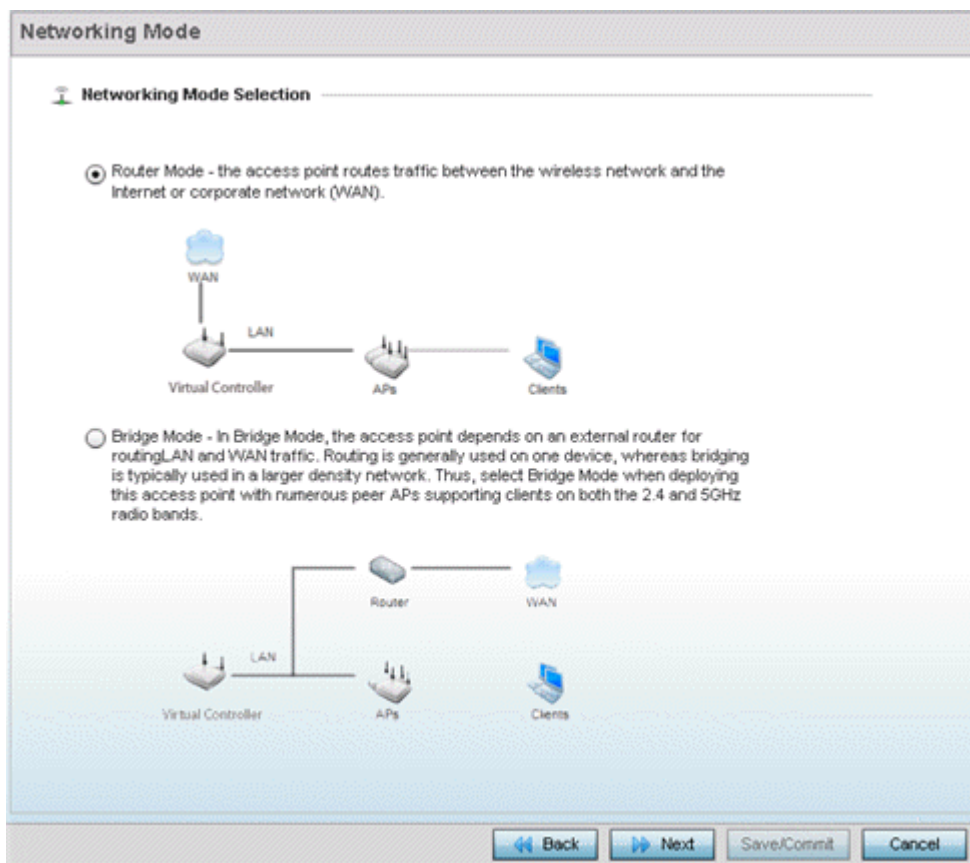 Networking Mode
Networking Mode Selection
Router Mode - the access point routes traffic between the wireless network and the
Internet or corporate network (WAN).
WAN
LAN
Virtual Controller
APs
Clients
Bridge Mode - In Bridge Mode, the access point depends on an external router for
routingLAN and WAN traffic. Routing is generally used on one device, whereas bridging
is typically used in a larger density network. Thus, select Bridge Mode when deploying
this access point with numerous peer APs supporting clients on both the 2.4 and 5GHz
radio bands.
Router
WAN
LAN
Virtual Controller
APs
Clients
Back
Next
Save/Commit
Cancel